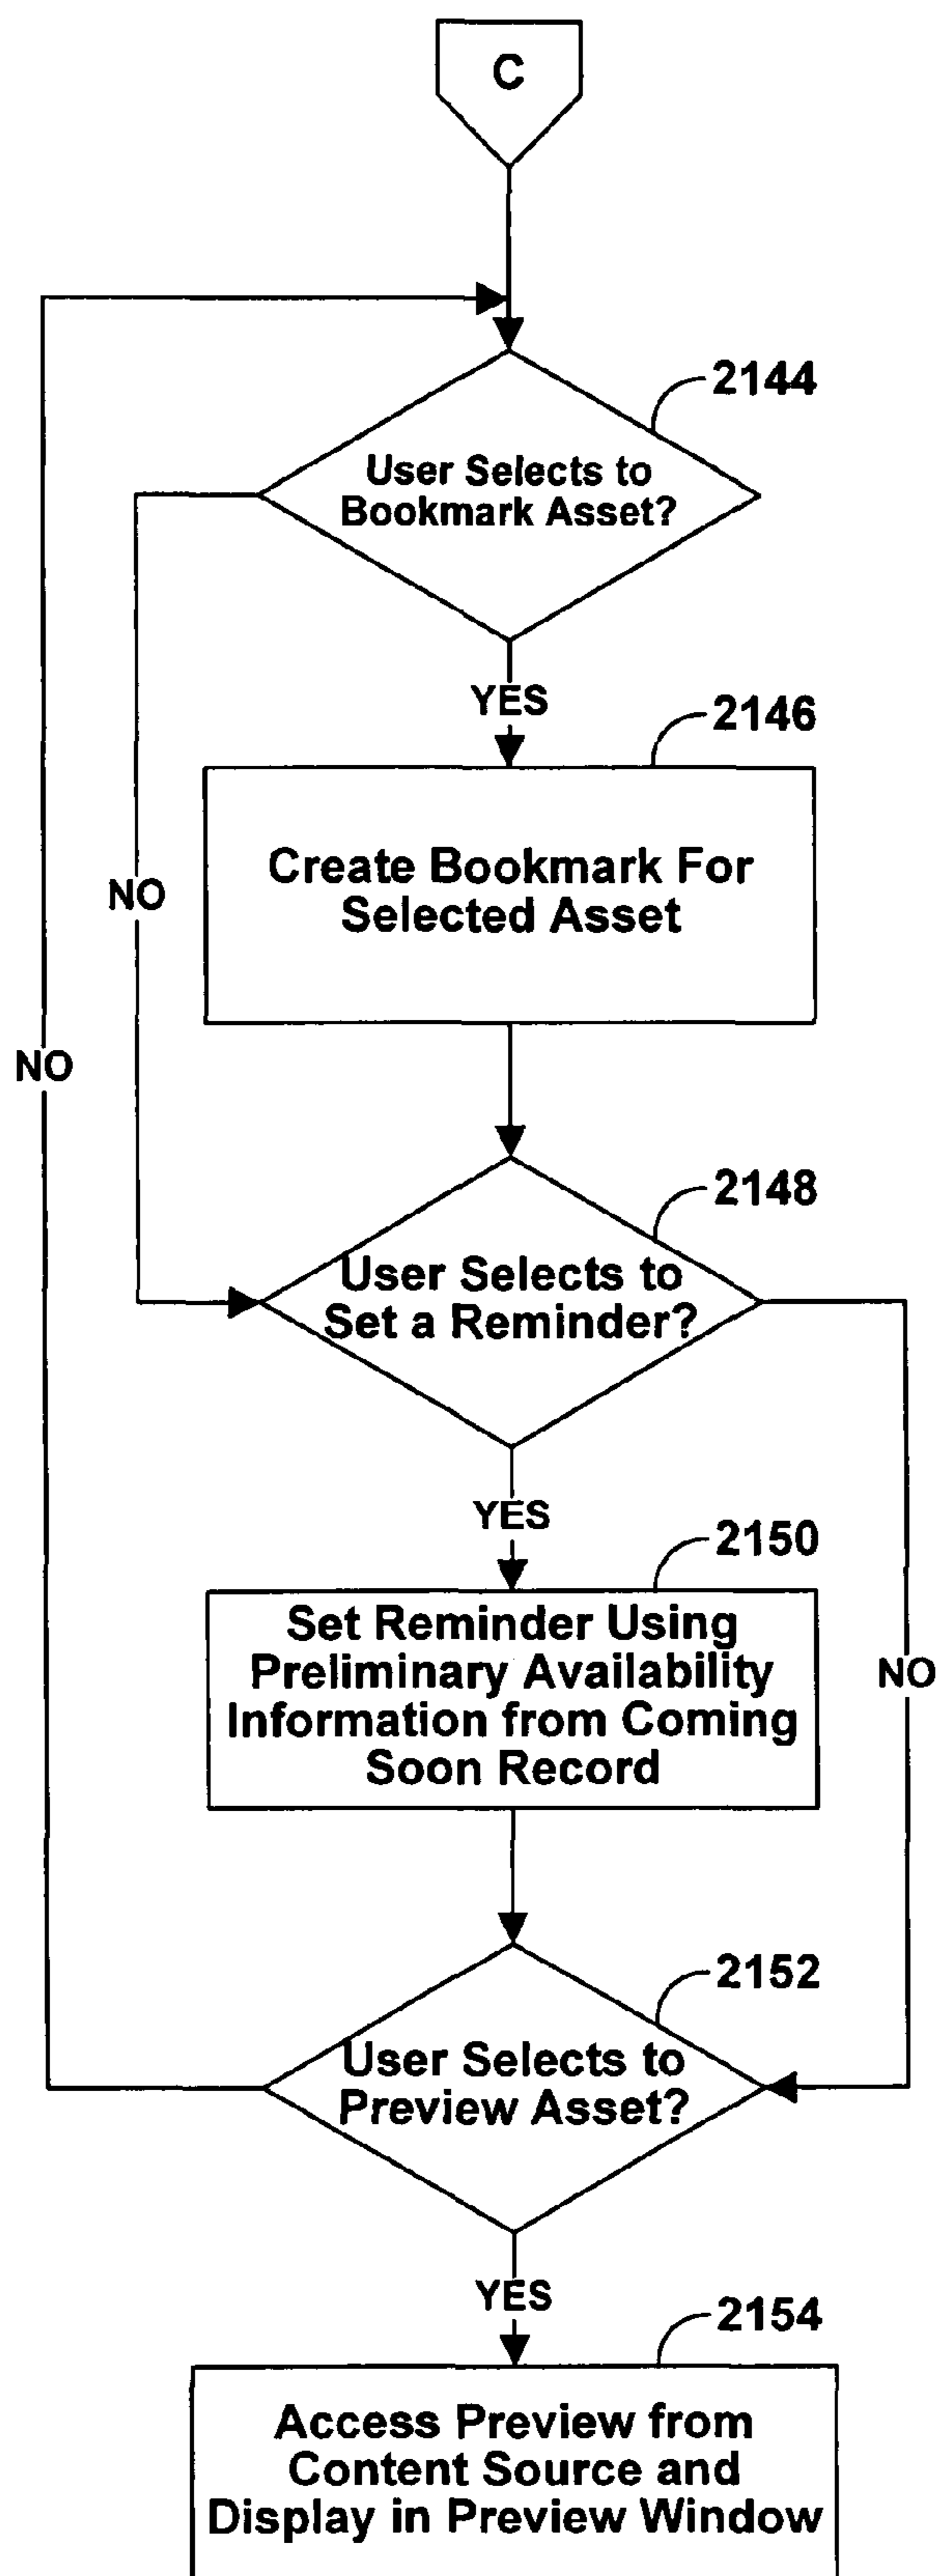 C
2144
User Selects to
Bookmark Asset?
YES
2146
Create Bookmark For
Selected Asset
NO
NO
2148
User Selects to
Set a Reminder?
YES
2150
Set Reminder Using
Preliminary Availability
Information from Coming
Soon Record
NO
2152
User Selects to
Preview Asset?
YES
2154
Access Preview from
Content Source and
Display in Preview Window